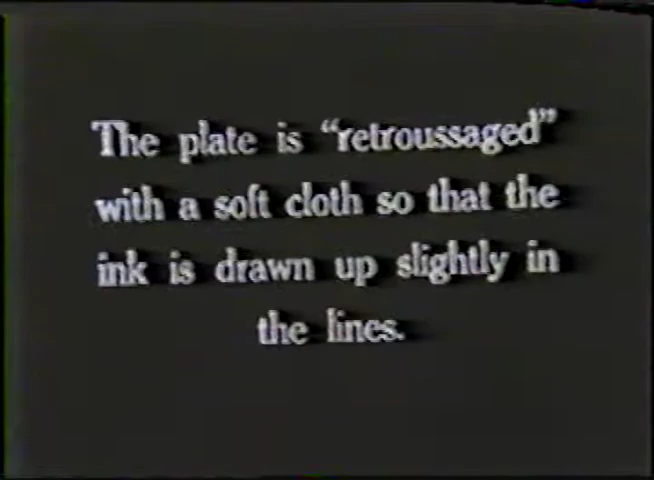 The plate is “retroussaged”
with a soft cloth so that the
ink is drawn up slightly in
the lines.